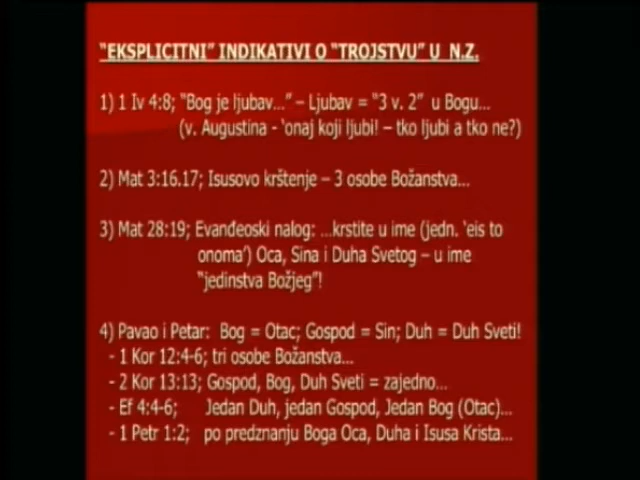 "EKSPLICITNI" INDIKATIVI O "TROJSTVU" U N.Z.
1) 1 Iv 4:8; "Bog je ljubav..." – Ljubav = "3 v. 2" u Bogu...
(v. Augustina - 'onaj koji ljubi! – tko ljubi a tko ne?)
2) Mat 3:16.17; Isusovo krštenje – 3 osobe Božanstva...
3) Mat 28:19; Evanđeoski nalog: ...krstite u ime (jedn. 'eis to
onoma') Oca, Sina i Duha Svetog – u ime
"jedinstva Božjeg"!
4) Pavao i Petar: Bog = Otac; Gospod = Sin; Duh = Duh Sveti!
- 1 Kor 12:4-6; tri osobe Božanstva...
- 2 Kor 13:13; Gospod, Bog, Duh Sveti = zajedno...
- Ef 4:4-6; Jedan Duh, jedan Gospod, Jedan Bog (Otac)...
- 1 Petr 1:2; po predznanju Boga Oca, Duha i Isusa Krista...